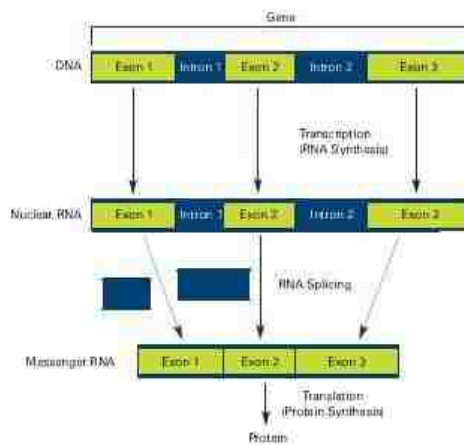 Gene
DNA
Exon 1 Intron 1 Exon 2 Intron 2 Exon 3
Transcription
(RNA Synthesis)
Nuclear RNA
Exon 1 Intron 1 Exon 2 Intron 2 Exon 3
RNA Splicing
Messenger RNA
Exon 1 Exon 2 Exon 3
Translation
(Protein Synthesis)
Protein